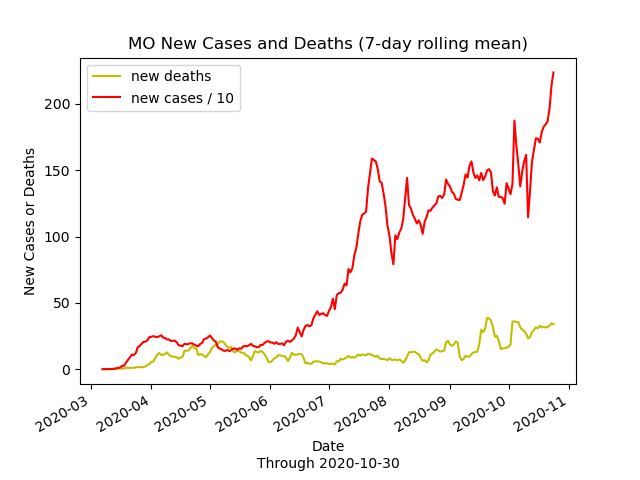 MO New Cases and Deaths (7-day rolling mean)
new deaths
new cases / 10
New Cases or Deaths
200
150
100
50
0
2020-03
2020-04
2020-05
2020-06
2020-07
2020-08
2020-09
2020-10
2020-11
Date
Through 2020-10-30